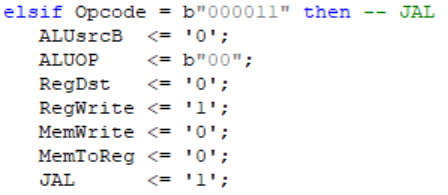 elsif Opcode = b"000011" then -- JAL
ALUsrcB <= '0';
ALUOP <= b"00";
RegDst <= '0';
RegWrite <= '1';
MemWrite <= '0';
MemToReg <= '0';
JAL <= '1';